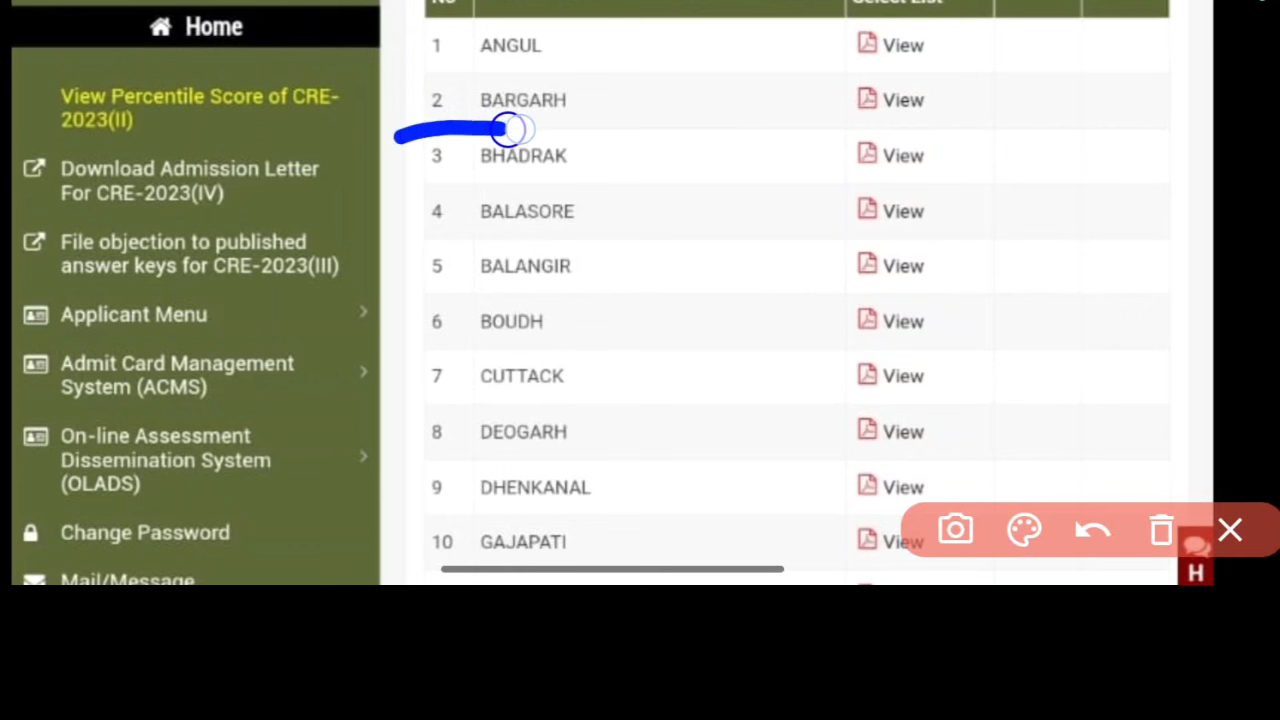 Home
View Percentile Score of CRE-
2023(II)
Download Admission Letter
For CRE-2023(IV)
File objection to published
answer keys for CRE-2023(III)
Applicant Menu
Admit Card Management
System (ACMS)
On-line Assessment
Dissemination System
(OLADS)
Change Password
Mail/Message
No Select List
1 ANGUL View
2 BARGARH View
3 BHADRAK View
4 BALASORE View
5 BALANGIR View
6 BOUDH View
7 CUTTACK View
8 DEOGARH View
9 DHENKANAL View
10 GAJAPATI View
H